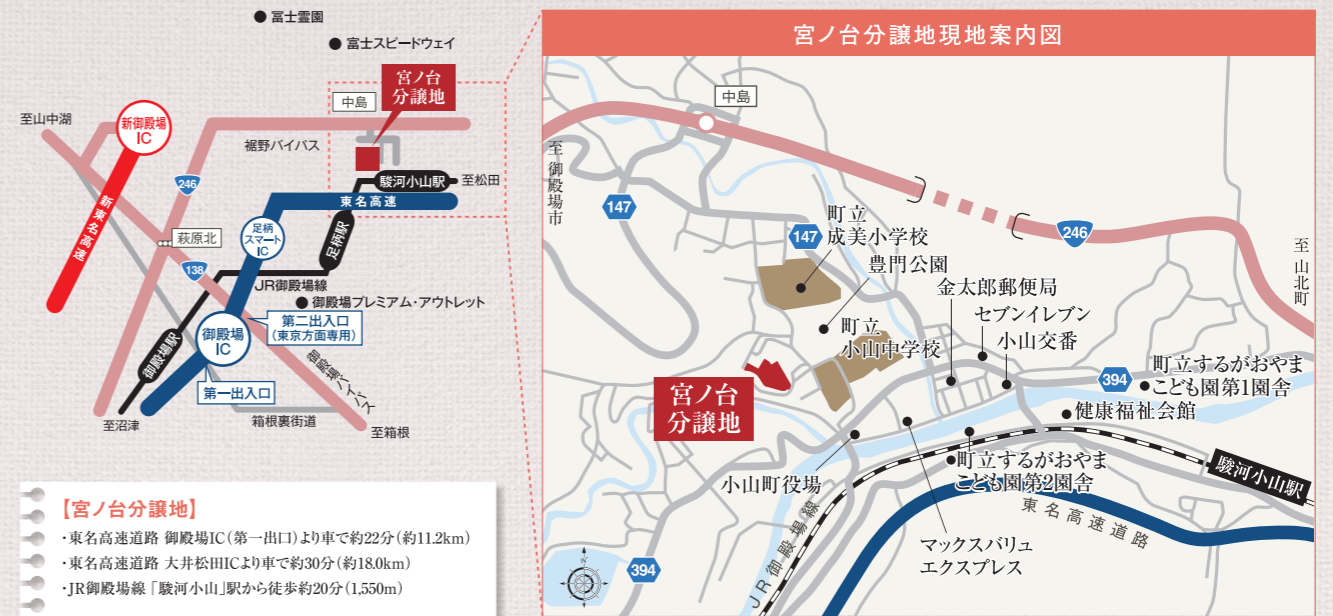 富士霊園
富士スピードウェイ
宮ノ台
分譲地
中島
至山中湖
新御殿場
IC
裾野バイパス
246
駿河小山駅
至松田
新東名高速
東名高速
足柄
スマート
IC
足柄駅
萩原北
138
JR御殿場線
御殿場プレミアム・アウトレット
第二出入口
(東京方面専用)
御殿場
IC
御殿場駅
御殿場バイパス
第一出入口
至沼津
箱根裏街道
至箱根
【宮ノ台分譲地】
・東名高速道路 御殿場IC(第一出口)より車で約22分(約11.2km)
・東名高速道路 大井松田ICより車で約30分(約18.0km)
・JR御殿場線「駿河小山」駅から徒歩約20分(1,550m)
宮ノ台分譲地現地案内図
中島
至 御殿場市
147
147
246
至 山北町
町立
成美小学校
豊門公園
金太郎郵便局
セブンイレブン
小山交番
町立
小山中学校
394
町立するがおやま
こども園第1園舎
宮ノ台
分譲地
健康福祉会館
小山町役場
町立するがおやま
こども園第2園舎
駿河小山駅
東名高速道路
マックスバリュ
エクスプレス
JR御殿場線
394